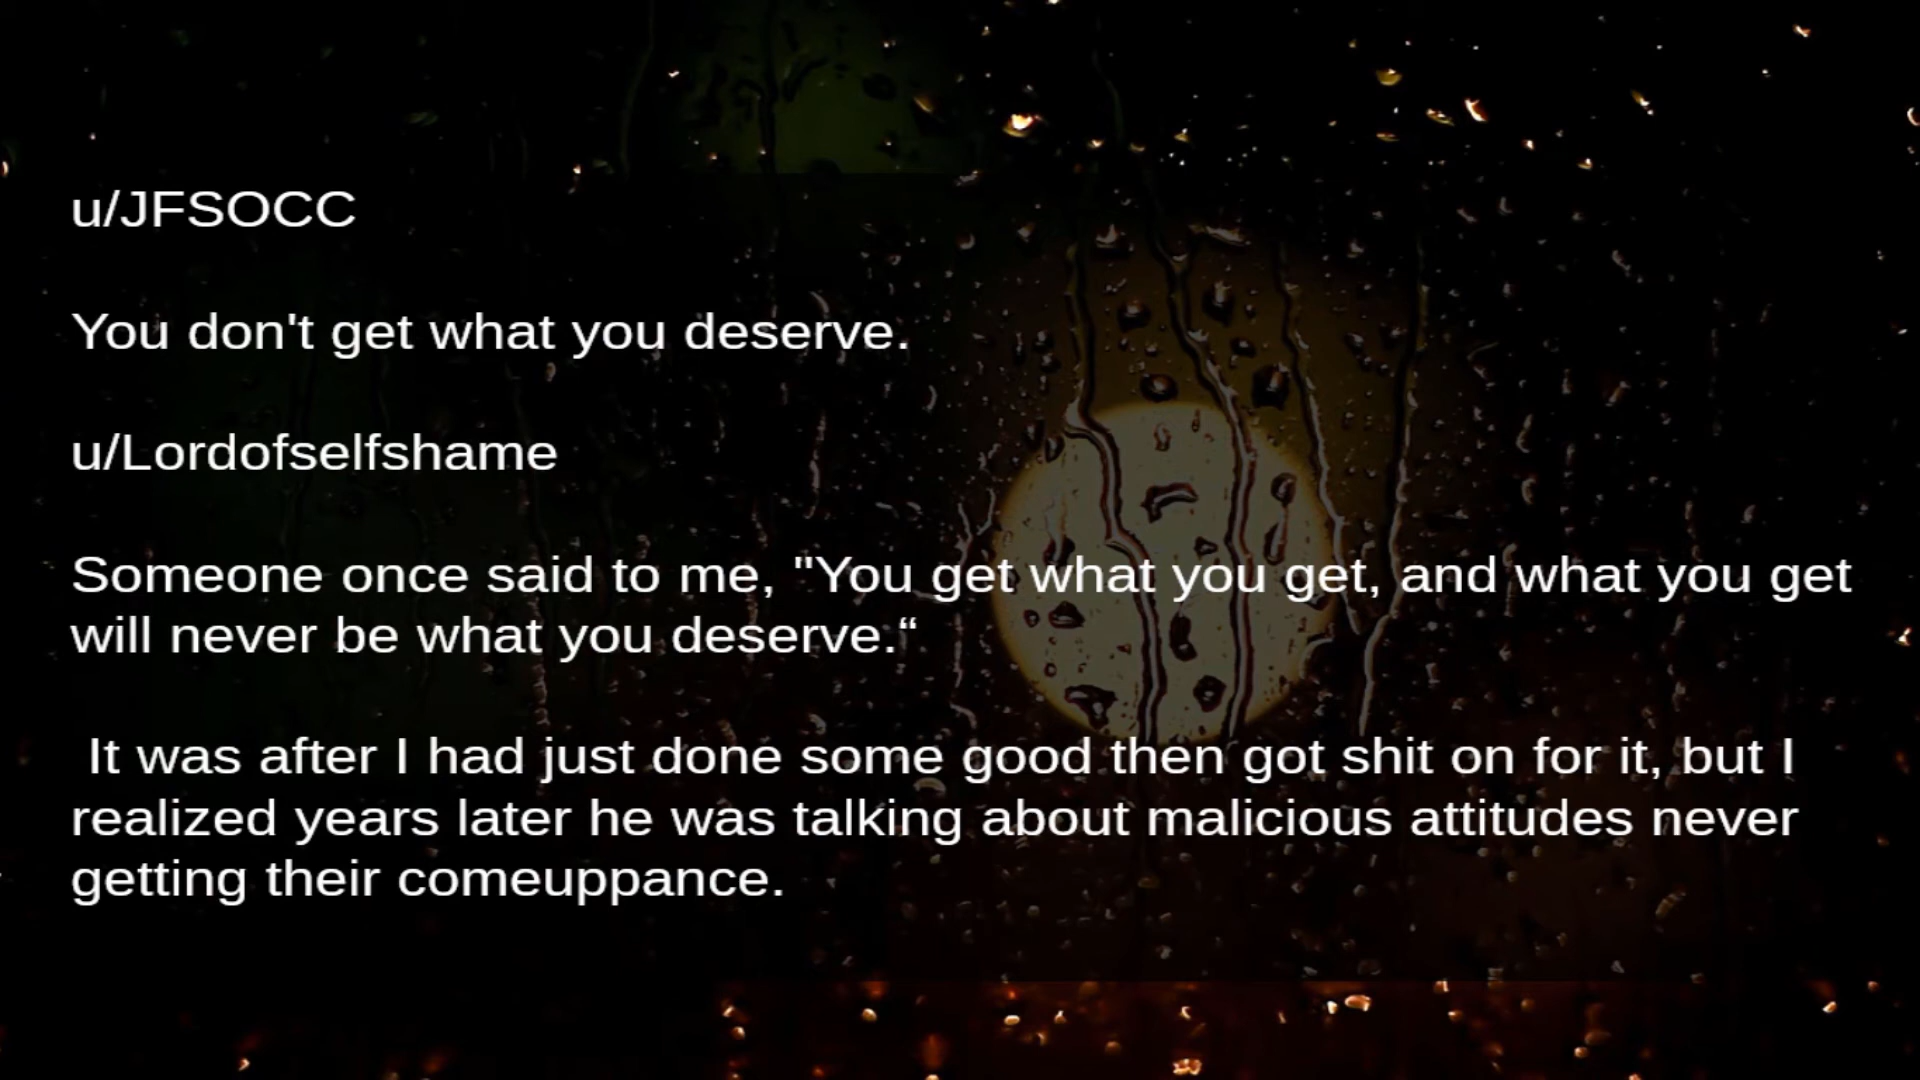 u/JFSOCC
You don't get what you deserve.
u/Lordofselfshame
Someone once said to me, "You get what you get, and what you get
will never be what you deserve.“
It was after I had just done some good then got shit on for it, but I
realized years later he was talking about malicious attitudes never
getting their comeuppance.